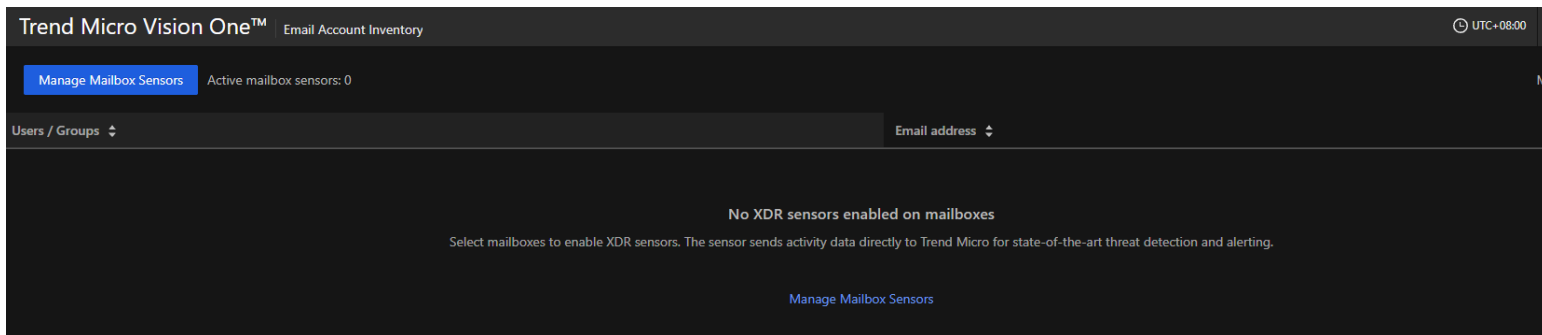 Trend Micro Vision One™ Email Account Inventory
UTC+08:00
Manage Mailbox Sensors Active mailbox sensors: 0
Users / Groups Email address
No XDR sensors enabled on mailboxes
Select mailboxes to enable XDR sensors. The sensor sends activity data directly to Trend Micro for state-of-the-art threat detection and alerting.
Manage Mailbox Sensors